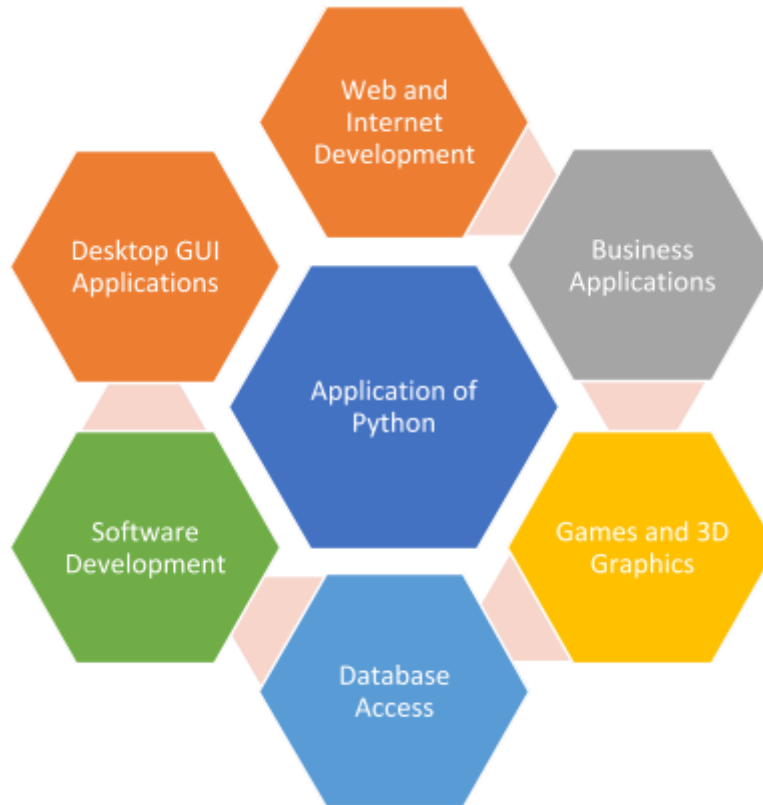 Web and
Internet
Development
Desktop GUI
Applications
Business
Applications
Application of
Python
Software
Development
Games and 3D
Graphics
Database
Access